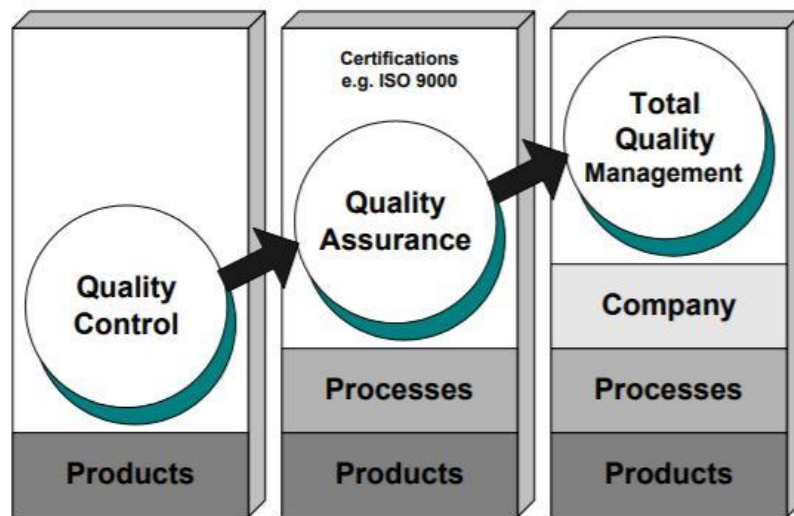 Quality
Control
Products
Certifications
e.g. ISO 9000
Quality
Assurance
Processes
Products
Total
Quality
Management
Company
Processes
Products